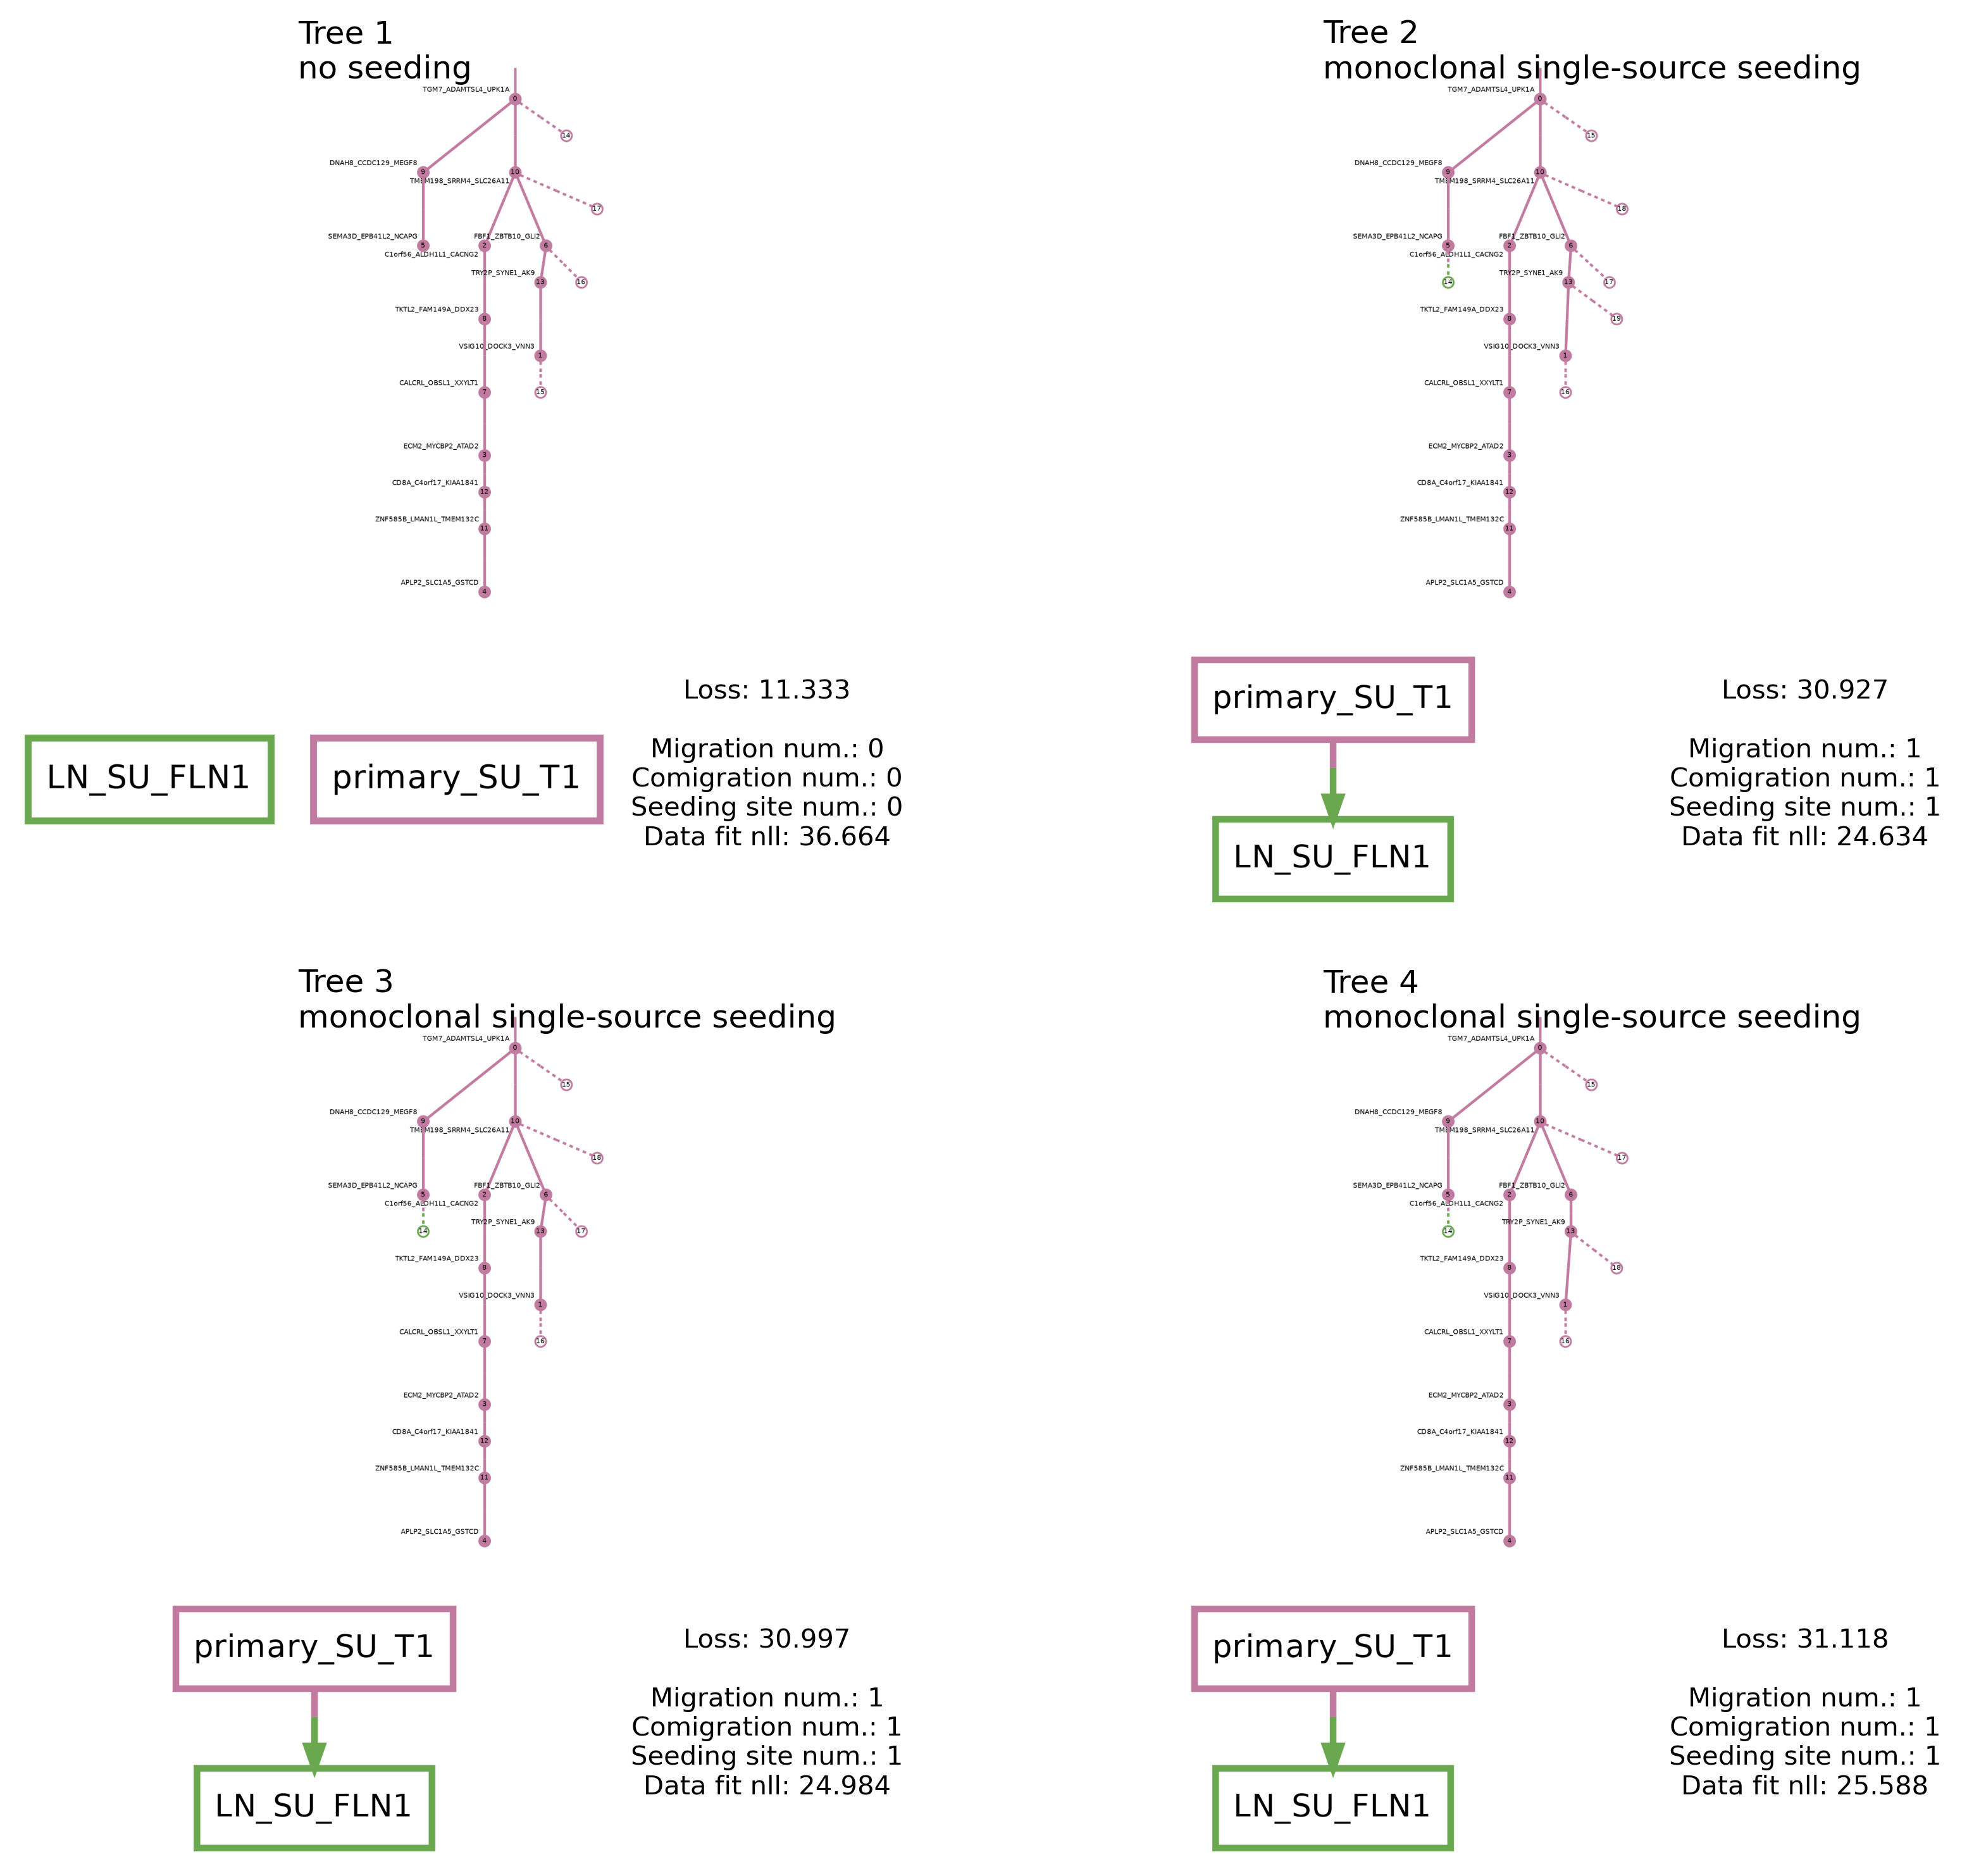 Tree 1
no seeding
TGM7_ADAMTSL4_UPK1A
0
14
DNAH8_CCDC129_MEGF8
9
10
TMEM198_SRRM4_SLC26A11
17
SEMA3D_EPB41L2_NCAPG
5
FBF1_ZBTB10_GLI2
2
6
C1orf56_ALDH1L1_CACNG2
TRY2P_SYNE1_AK9
13
16
TKTL2_FAM149A_DDX23
8
VSIG10_DOCK3_VNN3
1
CALCRL_OBSL1_XXYLT1
7
15
ECM2_MYCBP2_ATAD2
3
CD8A_C4orf17_KIAA1841
12
ZNF585B_LMAN1L_TMEM132C
11
APLP2_SLC1A5_GSTCD
4
LN_SU_FLN1
primary_SU_T1
Loss: 11.333
Migration num.: 0
Comigration num.: 0
Seeding site num.: 0
Data fit nll: 36.664
Tree 2
monoclonal single-source seeding
TGM7_ADAMTSL4_UPK1A
0
15
DNAH8_CCDC129_MEGF8
9
10
TMEM198_SRRM4_SLC26A11
18
SEMA3D_EPB41L2_NCAPG
5
FBF1_ZBTB10_GLI2
2
6
C1orf56_ALDH1L1_CACNG2
TRY2P_SYNE1_AK9
14
13
17
TKTL2_FAM149A_DDX23
8
19
VSIG10_DOCK3_VNN3
1
CALCRL_OBSL1_XXYLT1
7
16
ECM2_MYCBP2_ATAD2
3
CD8A_C4orf17_KIAA1841
12
ZNF585B_LMAN1L_TMEM132C
11
APLP2_SLC1A5_GSTCD
4
primary_SU_T1
LN_SU_FLN1
Loss: 30.927
Migration num.: 1
Comigration num.: 1
Seeding site num.: 1
Data fit nll: 24.634
Tree 3
monoclonal single-source seeding
TGM7_ADAMTSL4_UPK1A
0
15
DNAH8_CCDC129_MEGF8
9
10
TMEM198_SRRM4_SLC26A11
18
SEMA3D_EPB41L2_NCAPG
5
FBF1_ZBTB10_GLI2
2
6
C1orf56_ALDH1L1_CACNG2
TRY2P_SYNE1_AK9
14
13
17
TKTL2_FAM149A_DDX23
8
VSIG10_DOCK3_VNN3
1
CALCRL_OBSL1_XXYLT1
7
16
ECM2_MYCBP2_ATAD2
3
CD8A_C4orf17_KIAA1841
12
ZNF585B_LMAN1L_TMEM132C
11
APLP2_SLC1A5_GSTCD
4
primary_SU_T1
LN_SU_FLN1
Loss: 30.997
Migration num.: 1
Comigration num.: 1
Seeding site num.: 1
Data fit nll: 24.984
Tree 4
monoclonal single-source seeding
TGM7_ADAMTSL4_UPK1A
0
15
DNAH8_CCDC129_MEGF8
9
10
TMEM198_SRRM4_SLC26A11
17
SEMA3D_EPB41L2_NCAPG
5
FBF1_ZBTB10_GLI2
2
6
C1orf56_ALDH1L1_CACNG2
TRY2P_SYNE1_AK9
14
13
TKTL2_FAM149A_DDX23
8
18
VSIG10_DOCK3_VNN3
1
CALCRL_OBSL1_XXYLT1
7
16
ECM2_MYCBP2_ATAD2
3
CD8A_C4orf17_KIAA1841
12
ZNF585B_LMAN1L_TMEM132C
11
APLP2_SLC1A5_GSTCD
4
primary_SU_T1
LN_SU_FLN1
Loss: 31.118
Migration num.: 1
Comigration num.: 1
Seeding site num.: 1
Data fit nll: 25.588